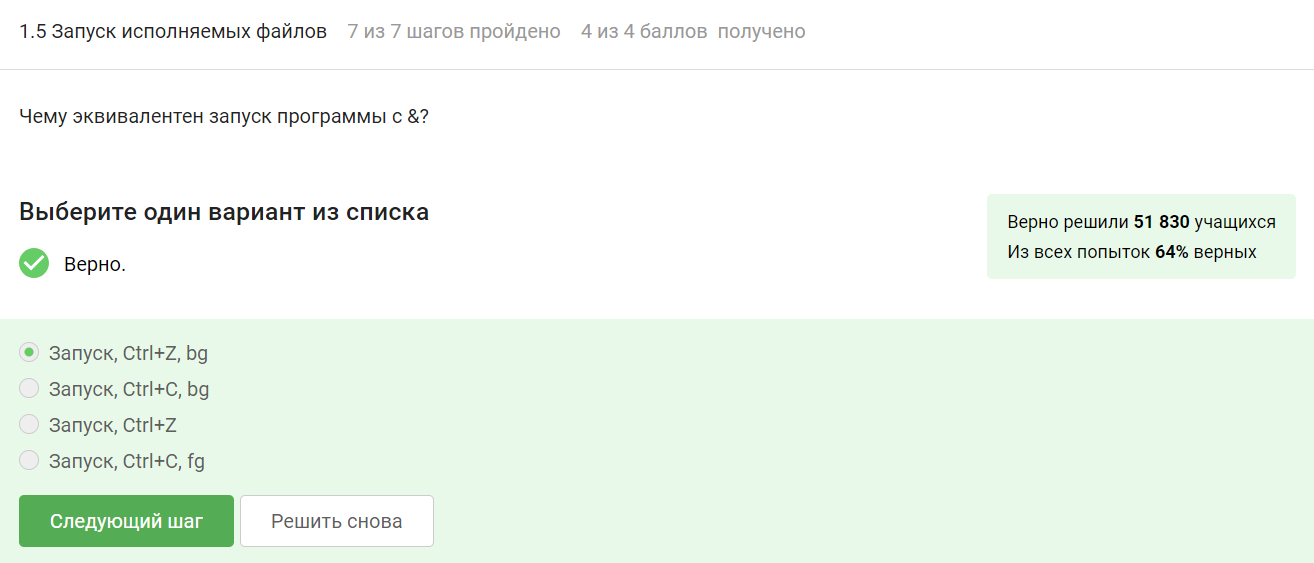 1.5 Запуск исполняемых файлов 7 из 7 шагов пройдено 4 из 4 баллов получено
Чему эквивалентен запуск программы с &?
Выберите один вариант из списка
Верно.
Верно решили 51 830 учащихся
Из всех попыток 64% верных
Запуск, Ctrl+Z, bg
Запуск, Ctrl+C, bg
Запуск, Ctrl+Z
Запуск, Ctrl+C, fg
Следующий шаг
Решить снова